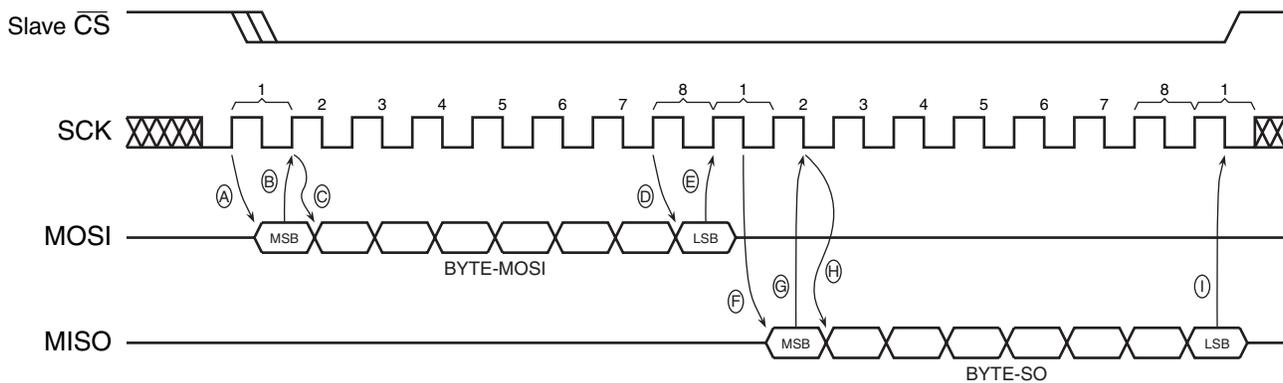 Slave C̅S̅
1 2 3 4 5 6 7 8 1 2 3 4 5 6 7 8 1
SCK
A B C D E
MOSI MSB LSB
BYTE-MOSI
F G H I
MISO MSB LSB
BYTE-SO